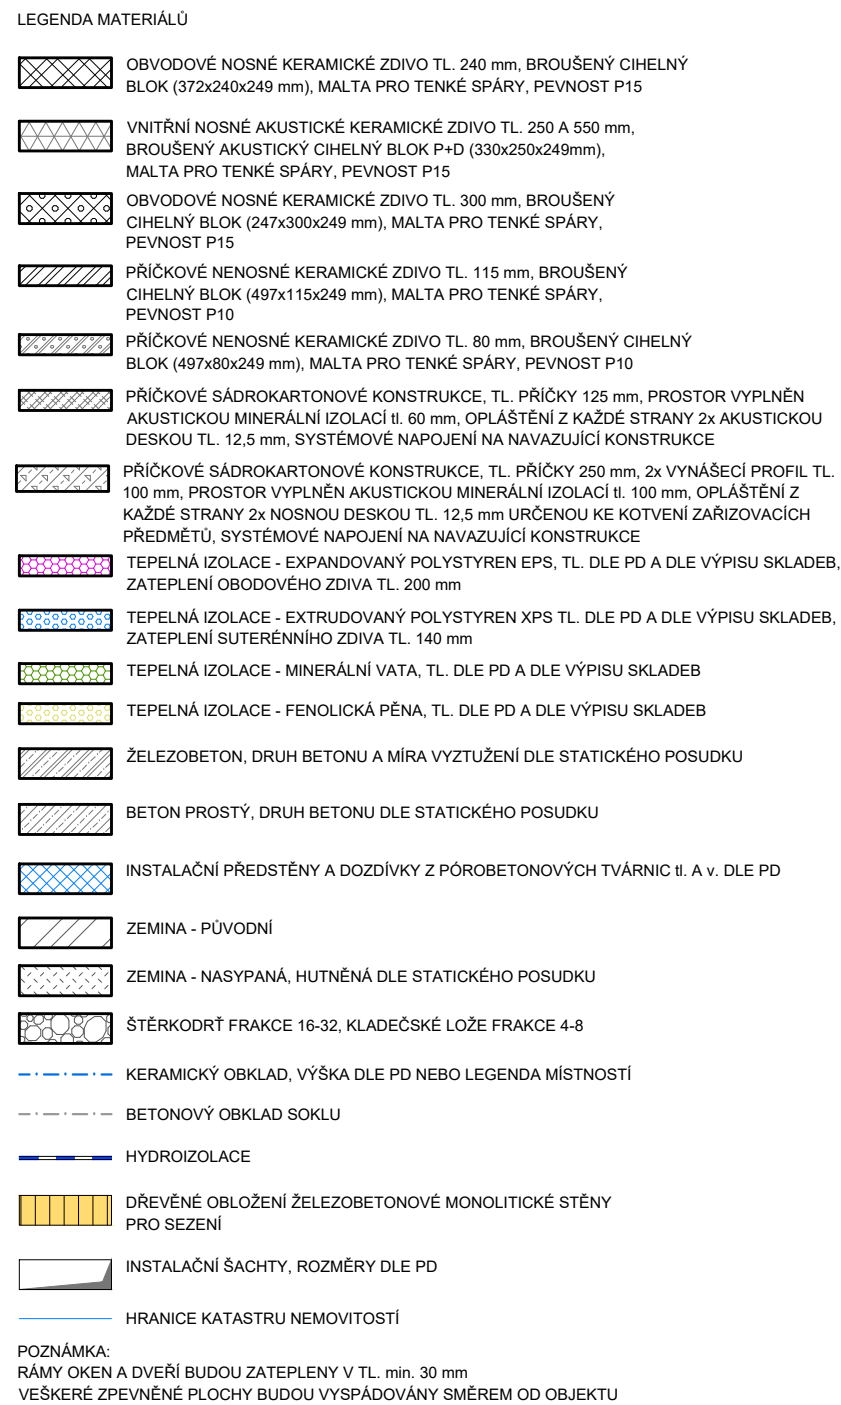 LEGENDA MATERIÁLŮ
OBVODOVÉ NOSNÉ KERAMICKÉ ZDIVO TL. 240 mm, BROUŠENÝ CIHELNÝ
BLOK (372x240x249 mm), MALTA PRO TENKÉ SPÁRY, PEVNOST P15
VNITŘNÍ NOSNÉ AKUSTICKÉ KERAMICKÉ ZDIVO TL. 250 A 550 mm,
BROUŠENÝ AKUSTICKÝ CIHELNÝ BLOK P+D (330x250x249mm),
MALTA PRO TENKÉ SPÁRY, PEVNOST P15
OBVODOVÉ NOSNÉ KERAMICKÉ ZDIVO TL. 300 mm, BROUŠENÝ
CIHELNÝ BLOK (247x300x249 mm), MALTA PRO TENKÉ SPÁRY,
PEVNOST P15
PŘÍČKOVÉ NENOSNÉ KERAMICKÉ ZDIVO TL. 115 mm, BROUŠENÝ
CIHELNÝ BLOK (497x115x249 mm), MALTA PRO TENKÉ SPÁRY,
PEVNOST P10
PŘÍČKOVÉ NENOSNÉ KERAMICKÉ ZDIVO TL. 80 mm, BROUŠENÝ CIHELNÝ
BLOK (497x80x249 mm), MALTA PRO TENKÉ SPÁRY, PEVNOST P10
PŘÍČKOVÉ SÁDROKARTONOVÉ KONSTRUKCE, TL. PŘÍČKY 125 mm, PROSTOR VYPLNĚN
AKUSTICKOU MINERÁLNÍ IZOLACÍ tl. 60 mm, OPLÁŠTĚNÍ Z KAŽDÉ STRANY 2x AKUSTICKOU
DESKOU TL. 12,5 mm, SYSTÉMOVÉ NAPOJENÍ NA NAVAZUJÍCÍ KONSTRUKCE
PŘÍČKOVÉ SÁDROKARTONOVÉ KONSTRUKCE, TL. PŘÍČKY 250 mm, 2x VYNÁŠECÍ PROFIL TL.
100 mm, PROSTOR VYPLNĚN AKUSTICKOU MINERÁLNÍ IZOLACÍ tl. 100 mm, OPLÁŠTĚNÍ Z
KAŽDÉ STRANY 2x NOSNOU DESKOU TL. 12,5 mm URČENOU KE KOTVENÍ ZAŘIZOVACÍCH
PŘEDMĚTŮ, SYSTÉMOVÉ NAPOJENÍ NA NAVAZUJÍCÍ KONSTRUKCE
TEPELNÁ IZOLACE - EXPANDOVANÝ POLYSTYREN EPS, TL. DLE PD A DLE VÝPISU SKLADEB,
ZATEPLENÍ OBODOVÉHO ZDIVA TL. 200 mm
TEPELNÁ IZOLACE - EXTRUDOVANÝ POLYSTYREN XPS TL. DLE PD A DLE VÝPISU SKLADEB,
ZATEPLENÍ SUTERÉNNÍHO ZDIVA TL. 140 mm
TEPELNÁ IZOLACE - MINERÁLNÍ VATA, TL. DLE PD A DLE VÝPISU SKLADEB
TEPELNÁ IZOLACE - FENOLICKÁ PĚNA, TL. DLE PD A DLE VÝPISU SKLADEB
ŽELEZOBETON, DRUH BETONU A MÍRA VYZTUŽENÍ DLE STATICKÉHO POSUDKU
BETON PROSTÝ, DRUH BETONU DLE STATICKÉHO POSUDKU
INSTALAČNÍ PŘEDSTĚNY A DOZDÍVKY Z PÓROBETONOVÝCH TVÁRNIC tl. A v. DLE PD
ZEMINA - PŮVODNÍ
ZEMINA - NASYPANÁ, HUTNĚNÁ DLE STATICKÉHO POSUDKU
ŠTĚRKODRŤ FRAKCE 16-32, KLADEČSKÉ LOŽE FRAKCE 4-8
KERAMICKÝ OBKLAD, VÝŠKA DLE PD NEBO LEGENDA MÍSTNOSTÍ
BETONOVÝ OBKLAD SOKLU
HYDROIZOLACE
DŘEVĚNÉ OBLOŽENÍ ŽELEZOBETONOVÉ MONOLITICKÉ STĚNY
PRO SEZENÍ
INSTALAČNÍ ŠACHTY, ROZMĚRY DLE PD
HRANICE KATASTRU NEMOVITOSTÍ
POZNÁMKA:
RÁMY OKEN A DVEŘÍ BUDOU ZATEPLENY V TL. min. 30 mm
VEŠKERÉ ZPEVNĚNÉ PLOCHY BUDOU VYSPÁDOVÁNY SMĚREM OD OBJEKTU